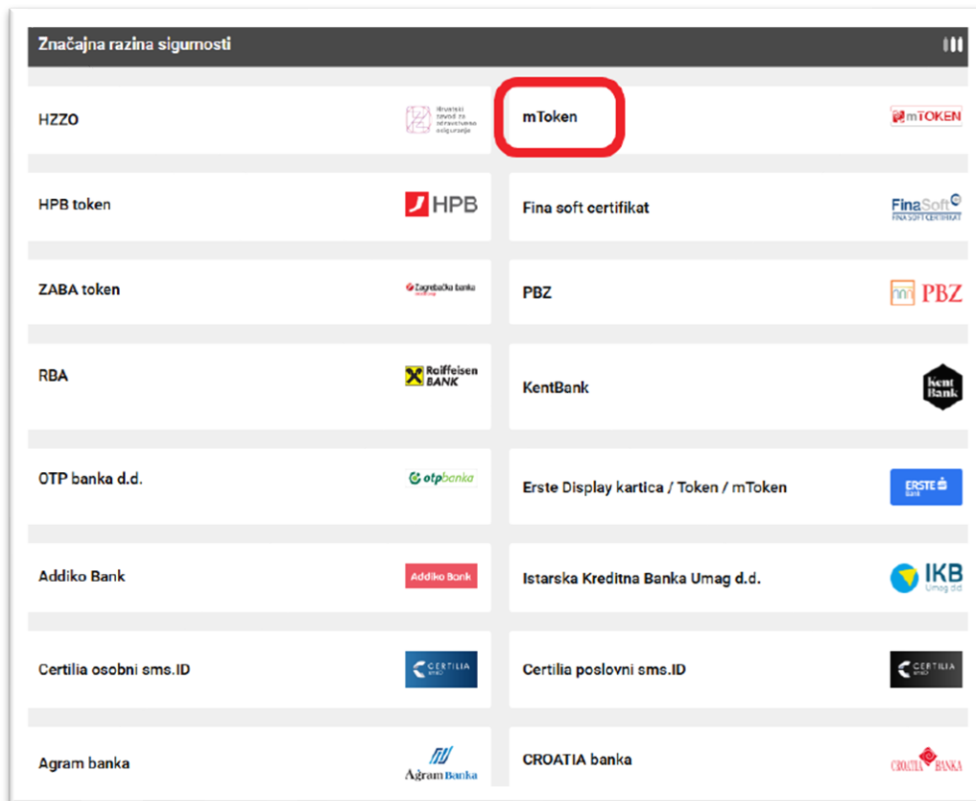 Značajna razina sigurnosti
HZZO
Hrvatski
zavod za
zdravstveno
osiguranje
mToken
mTOKEN
HPB token
HPB
Fina soft certifikat
FinaSoft
FINA SOFT CERTIFIKAT
ZABA token
Zagrebačka banka
PBZ
PBZ
RBA
Raiffeisen
BANK
KentBank
Kent
Bank
OTP banka d.d.
otpbanka
Erste Display kartica / Token / mToken
ERSTE
Bank
Addiko Bank
Addiko Bank
Istarska Kreditna Banka Umag d.d.
IKB
Umag d.d.
Certilia osobni sms.ID
CERTILIA
Certilia poslovni sms.ID
CERTILIA
Agram banka
Agram Banka
CROATIA banka
CROATIA BANKA